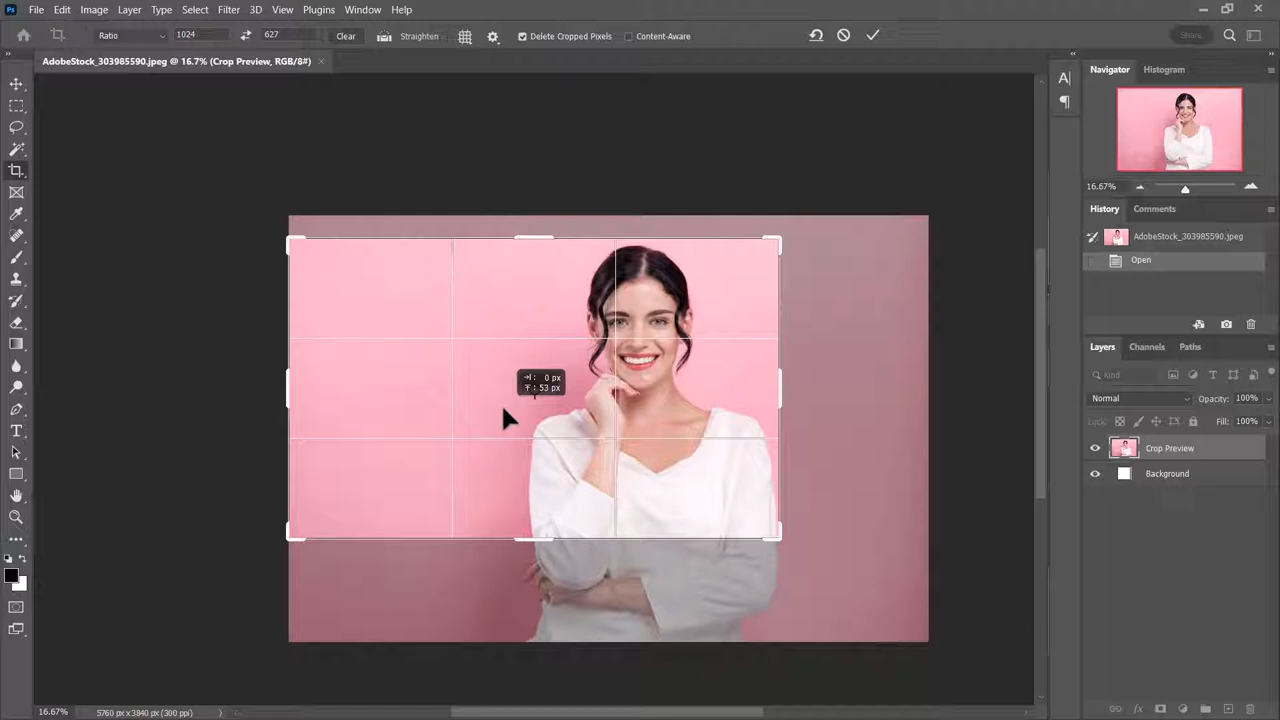 Ps File Edit Image Layer Type Select Filter 3D View Plugins Window Help
Ratio 1024 627 Clear Straighten Delete Cropped Pixels Content-Aware Share
AdobeStock_303985590.jpeg @ 16.7% (Crop Preview, RGB/8#) ×
A|
Navigator Histogram
16.67%
History Comments
AdobeStock_303985590.jpeg
Open
Layers Channels Paths
Kind
Normal Opacity: 100%
Lock: Fill: 100%
Crop Preview
Background
fx
: 0 px
: 53 px
T
16.67% 5760 px x 3840 px (300 ppi)